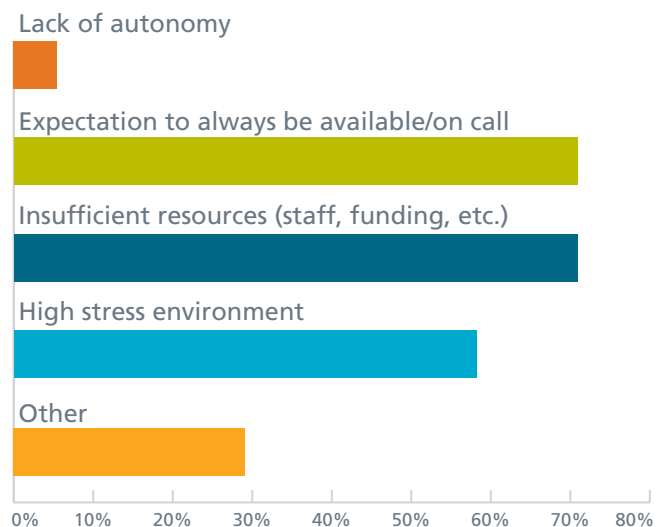 Lack of autonomy
Expectation to always be available/on call
Insufficient resources (staff, funding, etc.)
High stress environment
Other
0% 10% 20% 30% 40% 50% 60% 70% 80%